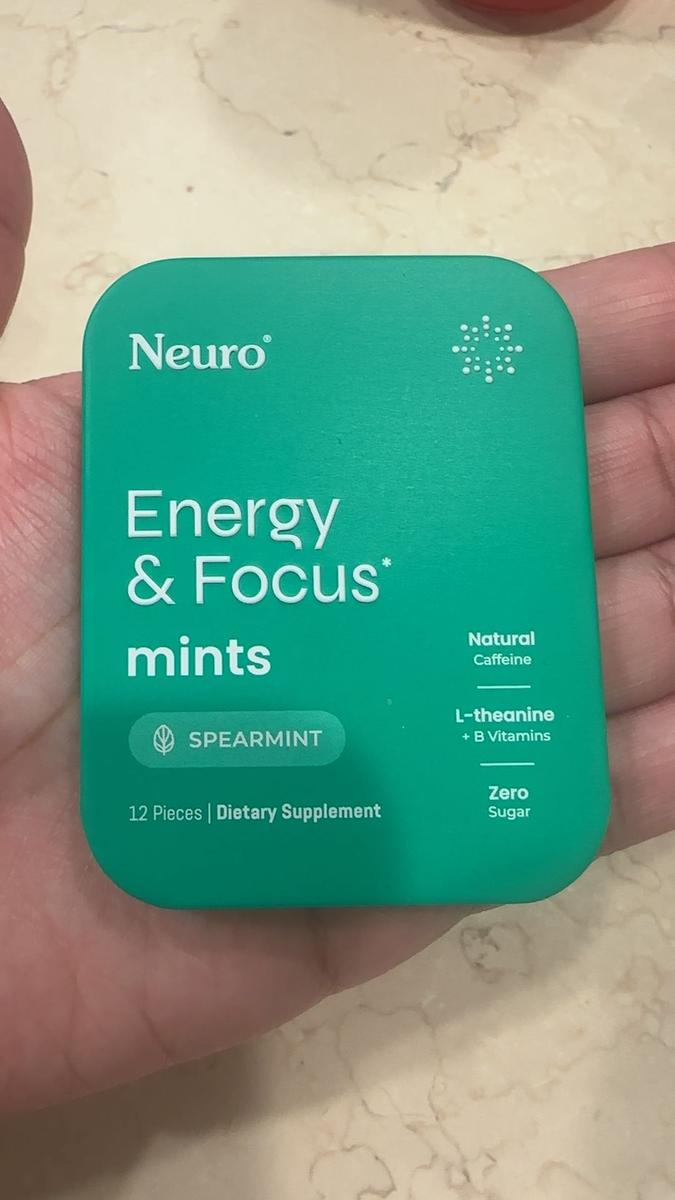 Neuro®
Energy
& Focus*
mints
SPEARMINT
12 Pieces | Dietary Supplement
Natural
Caffeine
L-theanine
+ B Vitamins
Zero
Sugar